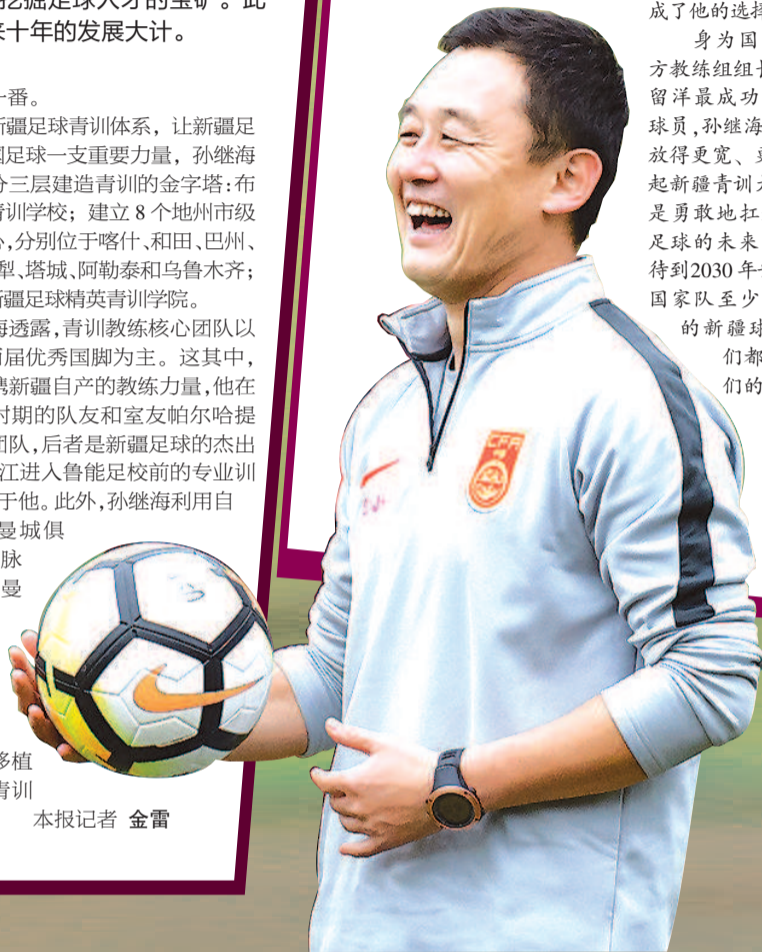 挖掘足球人才的宝矿。此
来十年的发展大计。
一番。
新疆足球青训体系，让新疆足
国足球一支重要力量，孙继海
分三层建造青训的金字塔：布
青训学校；建立8个地州市级
心，分别位于喀什、和田、巴州、
犁、塔城、阿勒泰和乌鲁木齐；
新疆足球精英青训学院。
海透露，青训教练核心团队以
届优秀国脚为主。这其中，
携新疆自产的教练力量，他在
时期的队友和室友帕尔哈提
团队，后者是新疆足球的杰出
江进入鲁能足校前的专业训
于他。此外，孙继海利用自
曼城俱
脉
曼
移植
青训
本报记者 金雷
成了他的选择
身为国
方教练组组长
留洋最成功
球员，孙继海
放得更宽、更
起新疆青训大
是勇敢地扛
足球的未来
待到2030年
国家队至少
的新疆球
们都
们的
CFA